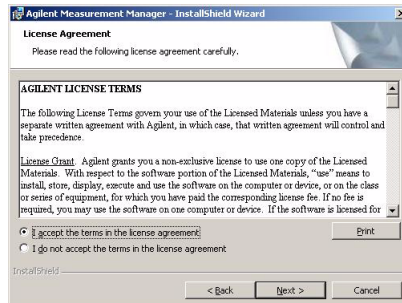 Agilent Measurement Manager - InstallShield Wizard
License Agreement
Please read the following license agreement carefully.
AGILENT LICENSE TERMS
The following License Terms govern your use of the Licensed Materials unless you have a
separate written agreement with Agilent, in which case, that written agreement will control and
take precedence.
License Grant. Agilent grants you a non-exclusive license to use one copy of the Licensed
Materials. With respect to the software portion of the Licensed Materials, "use" means to
install, store, display, execute and use the software on the computer or device, or on the class
or series of equipment, for which you have paid the corresponding license fee. If no fee is
required, you may use the software on one computer or device. If the software is licensed for
I accept the terms in the license agreement
Print
I do not accept the terms in the license agreement
InstallShield
< Back
Next >
Cancel